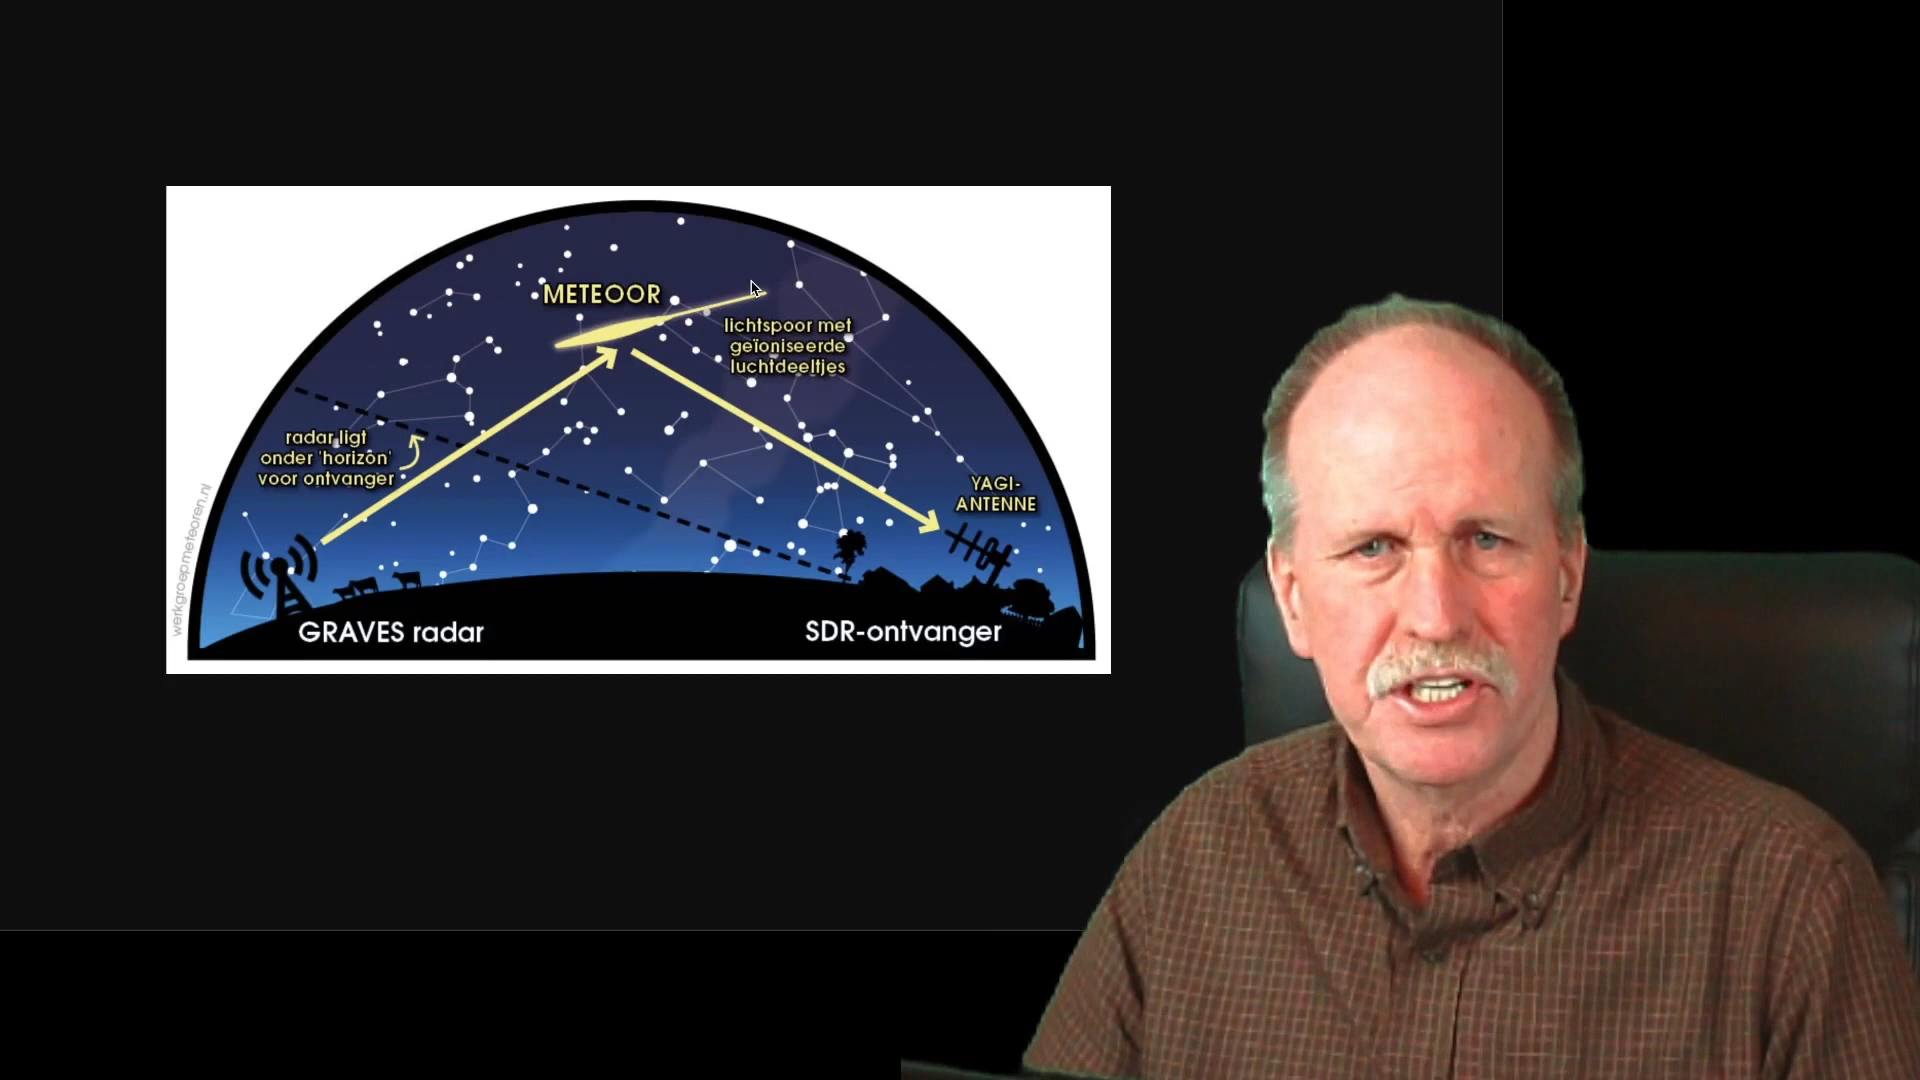 METEOOR
lichtspoor met
geïoniseerde
luchtdeeltjes
radar ligt
onder 'horizon'
voor ontvanger
YAGI-
ANTENNE
GRAVES radar
SDR-ontvanger
werkgroepmeteoren.nl